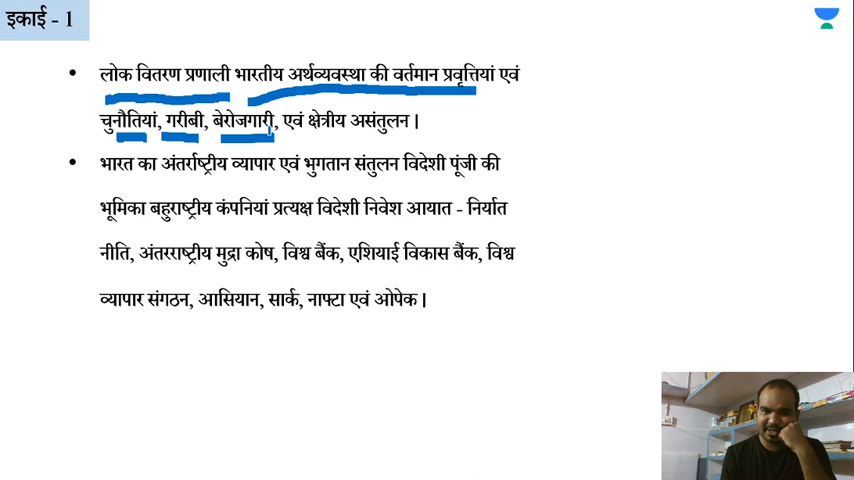 इकाई - 1
• लोक वितरण प्रणाली भारतीय अर्थव्यवस्था की वर्तमान प्रवृत्तियां एवं
चुनौतियां, गरीबी, बेरोजगारी, एवं क्षेत्रीय असंतुलन।
• भारत का अंतर्राष्ट्रीय व्यापार एवं भुगतान संतुलन विदेशी पूंजी की
भूमिका बहुराष्ट्रीय कंपनियां प्रत्यक्ष विदेशी निवेश आयात - निर्यात
नीति, अंतरराष्ट्रीय मुद्रा कोष, विश्व बैंक, एशियाई विकास बैंक, विश्व
व्यापार संगठन, आसियान, सार्क, नाफ्टा एवं ओपेक।